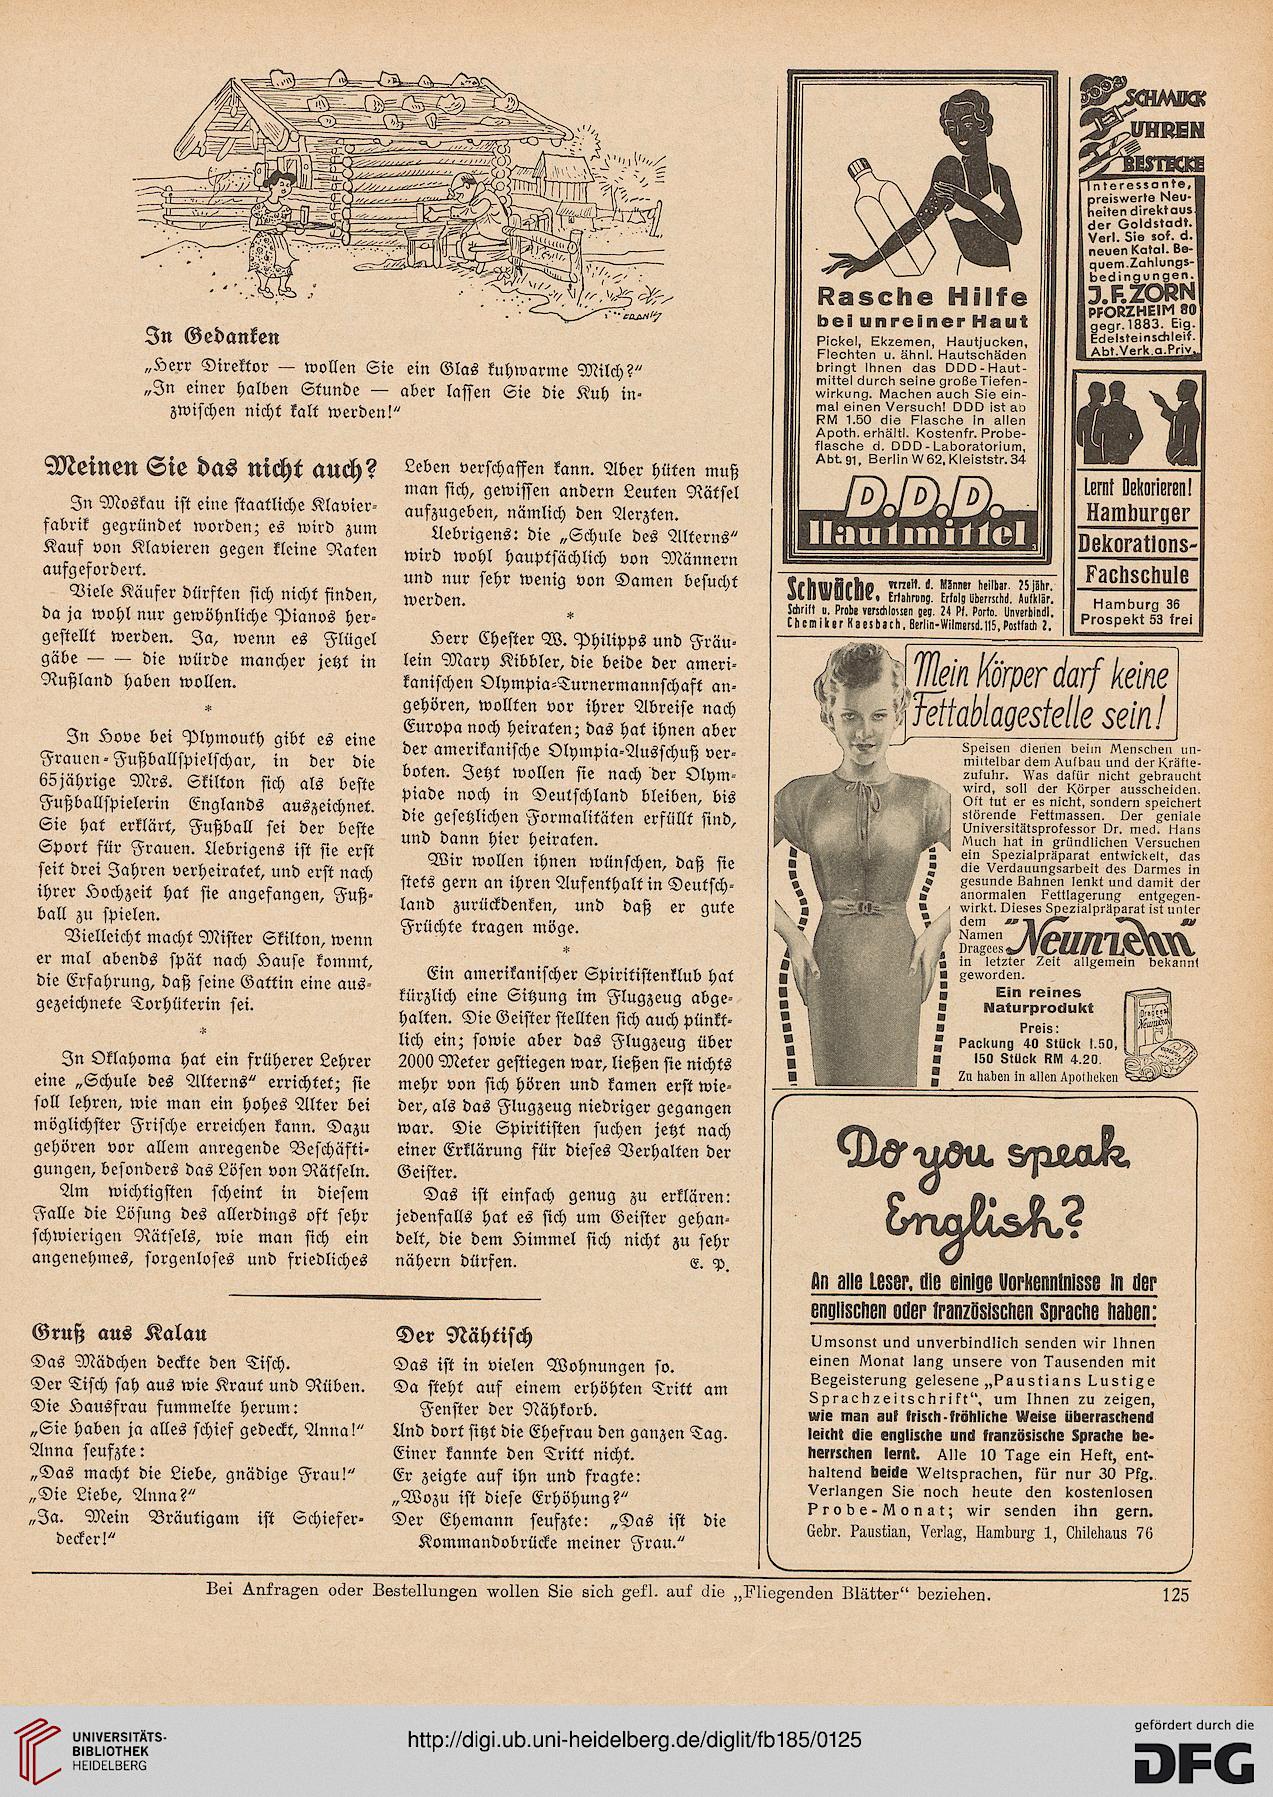 FRANKY
In Gedanken
„Herr Direktor — wollen Sie ein Glas kuhwarme Milch?"
„In einer halben Stunde — aber lassen Sie die Kuh in-
zwischen nicht kalt werden!"
Meinen Sie das nicht auch?
In Moskau ist eine staatliche Klavier-
fabrik gegründet worden; es wird zum
Kauf von Klavieren gegen kleine Raten
aufgefordert.
Viele Käufer dürften sich nicht finden,
da ja wohl nur gewöhnliche Pianos her-
gestellt werden. Ja, wenn es Flügel
gäbe — — die würde mancher jetzt in
Rußland haben wollen.
*
In Hove bei Plymouth gibt es eine
Frauen-Fußballspielschar, in der die
65jährige Mrs. Skilton sich als beste
Fußballspielerin Englands auszeichnet.
Sie hat erklärt, Fußball sei der beste
Sport für Frauen. Uebrigens ist sie erst
seit drei Jahren verheiratet, und erst nach
ihrer Hochzeit hat sie angefangen, Fuß-
ball zu spielen.
Vielleicht macht Mister Skilton, wenn
er mal abends spät nach Hause kommt,
die Erfahrung, daß seine Gattin eine aus-
gezeichnete Torhüterin sei.
*
In Oklahoma hat ein früherer Lehrer
eine „Schule des Alterns" errichtet; sie
soll lehren, wie man ein hohes Alter bei
möglichster Frische erreichen kann. Dazu
gehören vor allem anregende Beschäfti-
gungen, besonders das Lösen von Rätseln.
Am wichtigsten scheint in diesem
Falle die Lösung des allerdings oft sehr
schwierigen Rätsels, wie man sich ein
angenehmes, sorgenloses und friedliches
Leben verschaffen kann. Aber hüten muß
man sich, gewissen andern Leuten Rätsel
aufzugeben, nämlich den Aerzten.
Uebrigens: die „Schule des Alterns"
wird wohl hauptsächlich von Männern
und nur sehr wenig von Damen besucht
werden.
*
Herr Chester W. Philipps und Fräu-
lein Mary Kibbler, die beide der ameri-
kanischen Olympia-Turnermannschaft an-
gehören, wollten vor ihrer Abreise nach
Europa noch heiraten; das hat ihnen aber
der amerikanische Olympia-Ausschuß ver-
boten. Jetzt wollen sie nach der Olym-
piade noch in Deutschland bleiben, bis
die gesetzlichen Formalitäten erfüllt sind,
und dann hier heiraten.
Wir wollen ihnen wünschen, daß sie
stets gern an ihren Aufenthalt in Deutsch-
land zurückdenken, und daß er gute
Früchte tragen möge.
*
Ein amerikanischer Spiritistenklub hat
kürzlich eine Sitzung im Flugzeug abge-
halten. Die Geister stellten sich auch pünkt-
lich ein; sowie aber das Flugzeug über
2000 Meter gestiegen war, ließen sie nichts
mehr von sich hören und kamen erst wie-
der, als das Flugzeug niedriger gegangen
war. Die Spiritisten suchen jetzt nach
einer Erklärung für dieses Verhalten der
Geister.
Das ist einfach genug zu erklären:
jedenfalls hat es sich um Geister gehan-
delt, die dem Himmel sich nicht zu sehr
nähern dürfen. E. P.
Gruß aus Kalau
Das Mädchen deckte den Tisch.
Der Tisch sah aus wie Kraut und Rüben.
Die Hausfrau fummelte herum:
„Sie haben ja alles schief gedeckt, Anna!"
Anna seufzte:
„Das macht die Liebe, gnädige Frau!"
„Die Liebe, Anna?"
„Ja. Mein Bräutigam ist Schiefer-
decker!"
Der Nähtisch
Das ist in vielen Wohnungen so.
Da steht auf einem erhöhten Tritt am
Fenster der Nähkorb.
Und dort sitzt die Ehefrau den ganzen Tag.
Einer kannte den Tritt nicht.
Er zeigte auf ihn und fragte:
„Wozu ist diese Erhöhung?"
Der Ehemann seufzte: „Das ist die
Kommandobrücke meiner Frau."
Rasche Hilfe
bei unreiner Haut
Pickel, Ekzemen, Hautjucken,
Flechten u. ähnl. Hautschäden
bringt Ihnen das DDD-Haut-
mittel durch seine große Tiefen-
wirkung. Machen auch Sie ein-
mal einen Versuch! DDD ist ab
RM 1.50 die Flasche in allen
Apoth. erhältl. Kostenfr. Probe-
flasche d. DDD-Laboratorium,
Abt. 91, Berlin W 62, Kleiststr. 34
D.D.D.
Hautmittel
SCHMUCK
UHREN
BESTECKE
Interessante,
preiswerte Neu-
heiten direkt aus
der Goldstadt.
Verl. Sie sof. d.
neuen Katal. Be-
quem. Zahlungs-
bedingungen.
J.F. ZORN
PFORZHEIM 80
gegr. 1883. Eig.
Edelsteinschleif.
Abt. Verk. a. Priv.
Lernt Dekorieren!
Hamburger
Dekorations-
Fachschule
Hamburg 36
Prospekt 53 frei
Schwäche, vorzeit. d. Männer heilbar. 25 jähr.
Erfahrung. Erfolg überrschd. Aufklär.
Schrift u. Probe verschlossen geg. 24 Pf. Porto. Unverbindl.
Chemiker Kaesbach, Berlin-Wilmersd. 115, Postfach 2.
Mein Körper darf keine
Fettablagestelle sein!
Speisen dienen beim Menschen un-
mittelbar dem Aufbau und der Kräfte-
zufuhr. Was dafür nicht gebraucht
wird, soll der Körper ausscheiden.
Oft tut er es nicht, sondern speichert
störende Fettmassen. Der geniale
Universitätsprofessor Dr. med. Hans
Much hat in gründlichen Versuchen
ein Spezialpräparat entwickelt, das
die Verdauungsarbeit des Darmes in
gesunde Bahnen lenkt und damit der
anormalen Fettlagerung entgegen-
wirkt. Dieses Spezialpräparat ist unter
dem
Namen
Dragees „Neunzehn"
in letzter Zeit allgemein bekannt
geworden.
Ein reines
Naturprodukt
Preis:
Packung 40 Stück 1.50,
150 Stück RM 4.20.
Zu haben in allen Apotheken
Dragees
Neunzehn
Do you speak
English?
An alle Leser, die einige Vorkenntnisse in der
englischen oder französischen Sprache haben:
Umsonst und unverbindlich senden wir Ihnen
einen Monat lang unsere von Tausenden mit
Begeisterung gelesene „Paustians Lustige
Sprachzeitschrift", um Ihnen zu zeigen,
wie man auf frisch-fröhliche Weise überraschend
leicht die englische und französische Sprache be-
herrschen lernt. Alle 10 Tage ein Heft, ent-
haltend beide Weltsprachen, für nur 30 Pfg.
Verlangen Sie noch heute den kostenlosen
Probe-Monat; wir senden ihn gern.
Gebr. Paustian, Verlag, Hamburg 1, Chilehaus 76
Bei Anfragen oder Bestellungen wollen Sie sich gefl. auf die „Fliegenden Blätter" beziehen. 125
UNIVERSITÄTS-
BIBLIOTHEK
HEIDELBERG
http://digi.ub.uni-heidelberg.de/diglit/fb185/0125
gefördert durch die
DFG